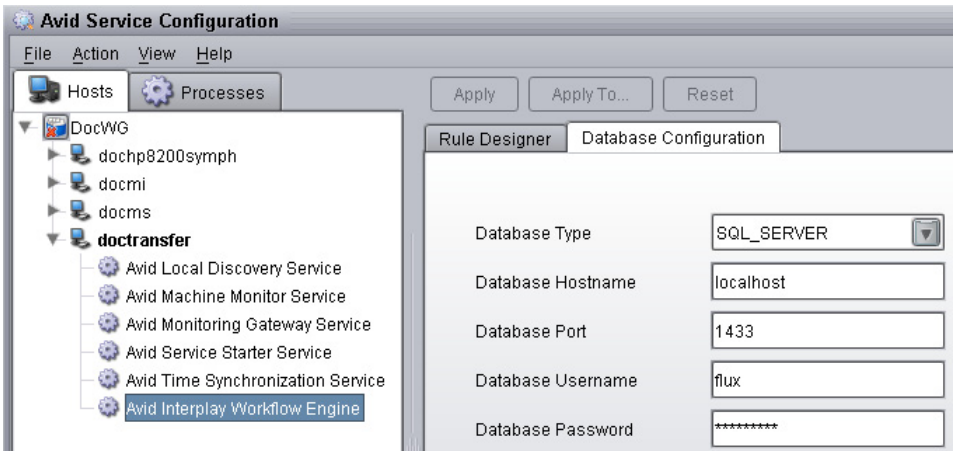 Avid Service Configuration
File Action View Help
Hosts Processes
DocWG
dochp8200symph
docmi
docms
doctransfer
Avid Local Discovery Service
Avid Machine Monitor Service
Avid Monitoring Gateway Service
Avid Service Starter Service
Avid Time Synchronization Service
Avid Interplay Workflow Engine
Apply Apply To... Reset
Rule Designer Database Configuration
Database Type SQL_SERVER
Database Hostname localhost
Database Port 1433
Database Username flux
Database Password *********